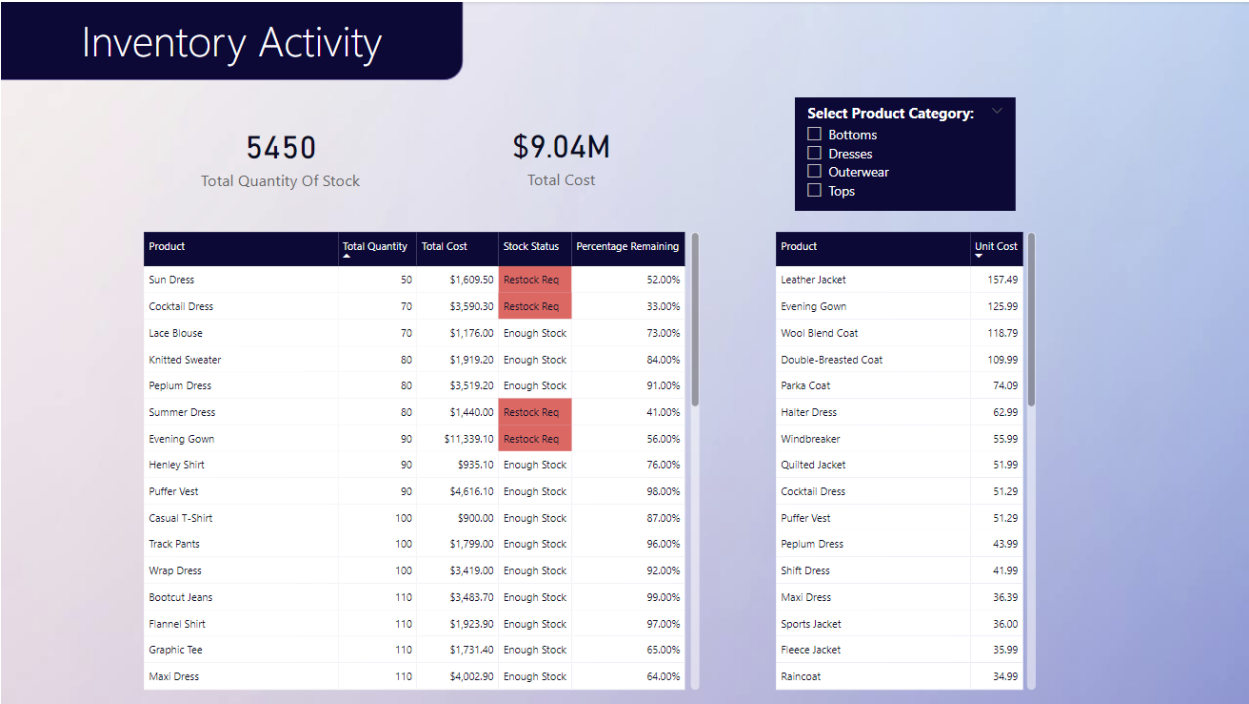 Inventory Activity
5450
Total Quantity Of Stock
$9.04M
Total Cost
Select Product Category:
Bottoms
Dresses
Outerwear
Tops
Product Total Quantity Total Cost Stock Status Percentage Remaining
Sun Dress 50 $1,609.50 Restock Req 52.00%
Cocktail Dress 70 $3,590.30 Restock Req 33.00%
Lace Blouse 70 $1,176.00 Enough Stock 73.00%
Knitted Sweater 80 $1,919.20 Enough Stock 84.00%
Peplum Dress 80 $3,519.20 Enough Stock 91.00%
Summer Dress 80 $1,440.00 Restock Req 41.00%
Evening Gown 90 $11,339.10 Restock Req 56.00%
Henley Shirt 90 $935.10 Enough Stock 76.00%
Puffer Vest 90 $4,616.10 Enough Stock 98.00%
Casual T-Shirt 100 $900.00 Enough Stock 87.00%
Track Pants 100 $1,799.00 Enough Stock 96.00%
Wrap Dress 100 $3,419.00 Enough Stock 92.00%
Bootcut Jeans 110 $3,483.70 Enough Stock 99.00%
Flannel Shirt 110 $1,923.90 Enough Stock 97.00%
Graphic Tee 110 $1,731.40 Enough Stock 65.00%
Maxi Dress 110 $4,002.90 Enough Stock 64.00%
Product Unit Cost
Leather Jacket 157.49
Evening Gown 125.99
Wool Blend Coat 118.79
Double-Breasted Coat 109.99
Parka Coat 74.09
Halter Dress 62.99
Windbreaker 55.99
Quilted Jacket 51.99
Cocktail Dress 51.29
Puffer Vest 51.29
Peplum Dress 43.99
Shift Dress 41.99
Maxi Dress 36.39
Sports Jacket 36.00
Fleece Jacket 35.99
Raincoat 34.99